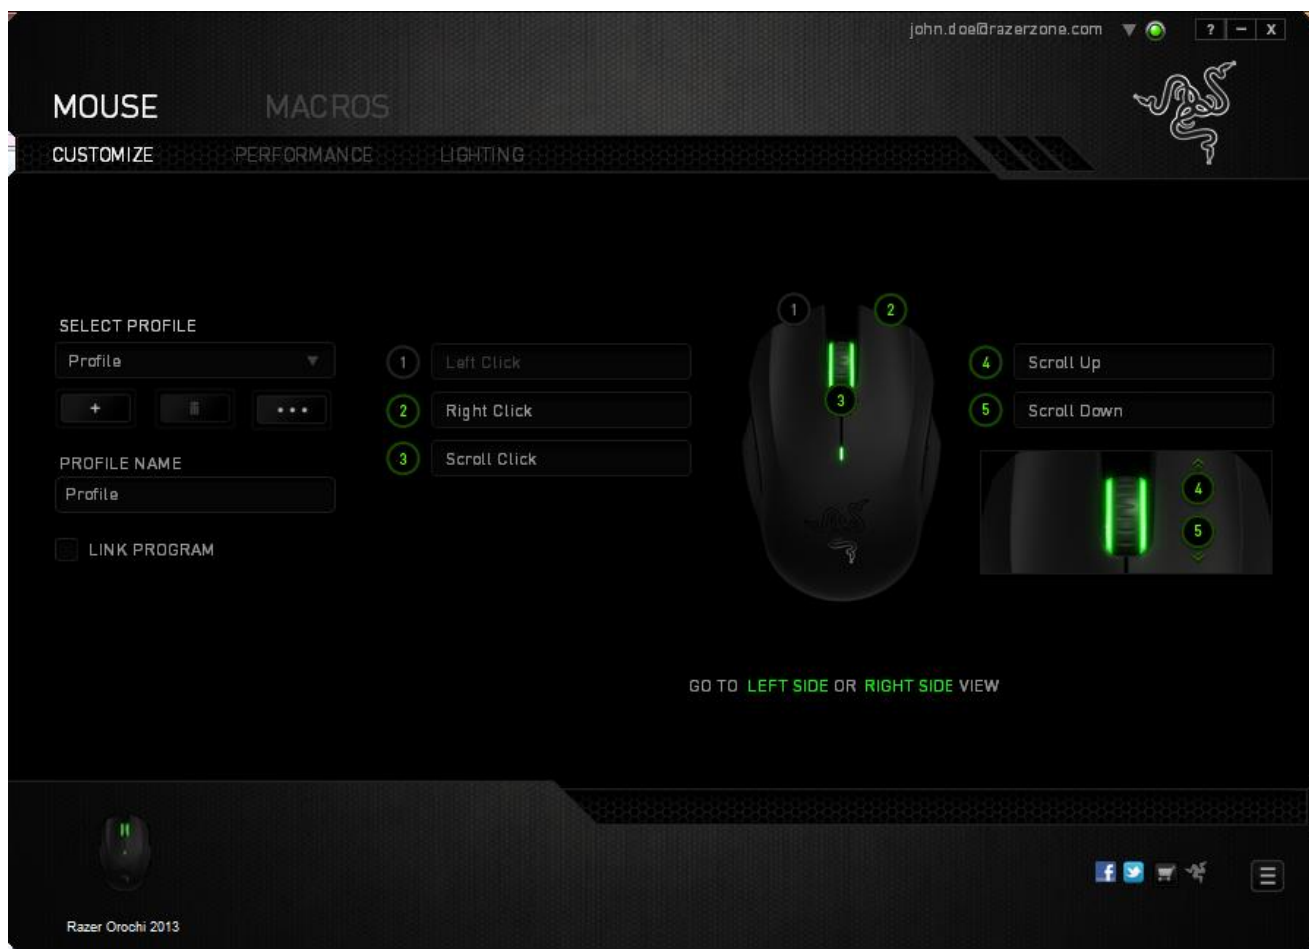 john.doe@razerzone.com
? − X
MOUSE MACROS
CUSTOMIZE PERFORMANCE LIGHTING
SELECT PROFILE
Profile
+ •••
PROFILE NAME
Profile
LINK PROGRAM
1 Left Click
2 Right Click
3 Scroll Click
1 2
3
4 Scroll Up
5 Scroll Down
4
5
GO TO LEFT SIDE OR RIGHT SIDE VIEW
Razer Orochi 2013